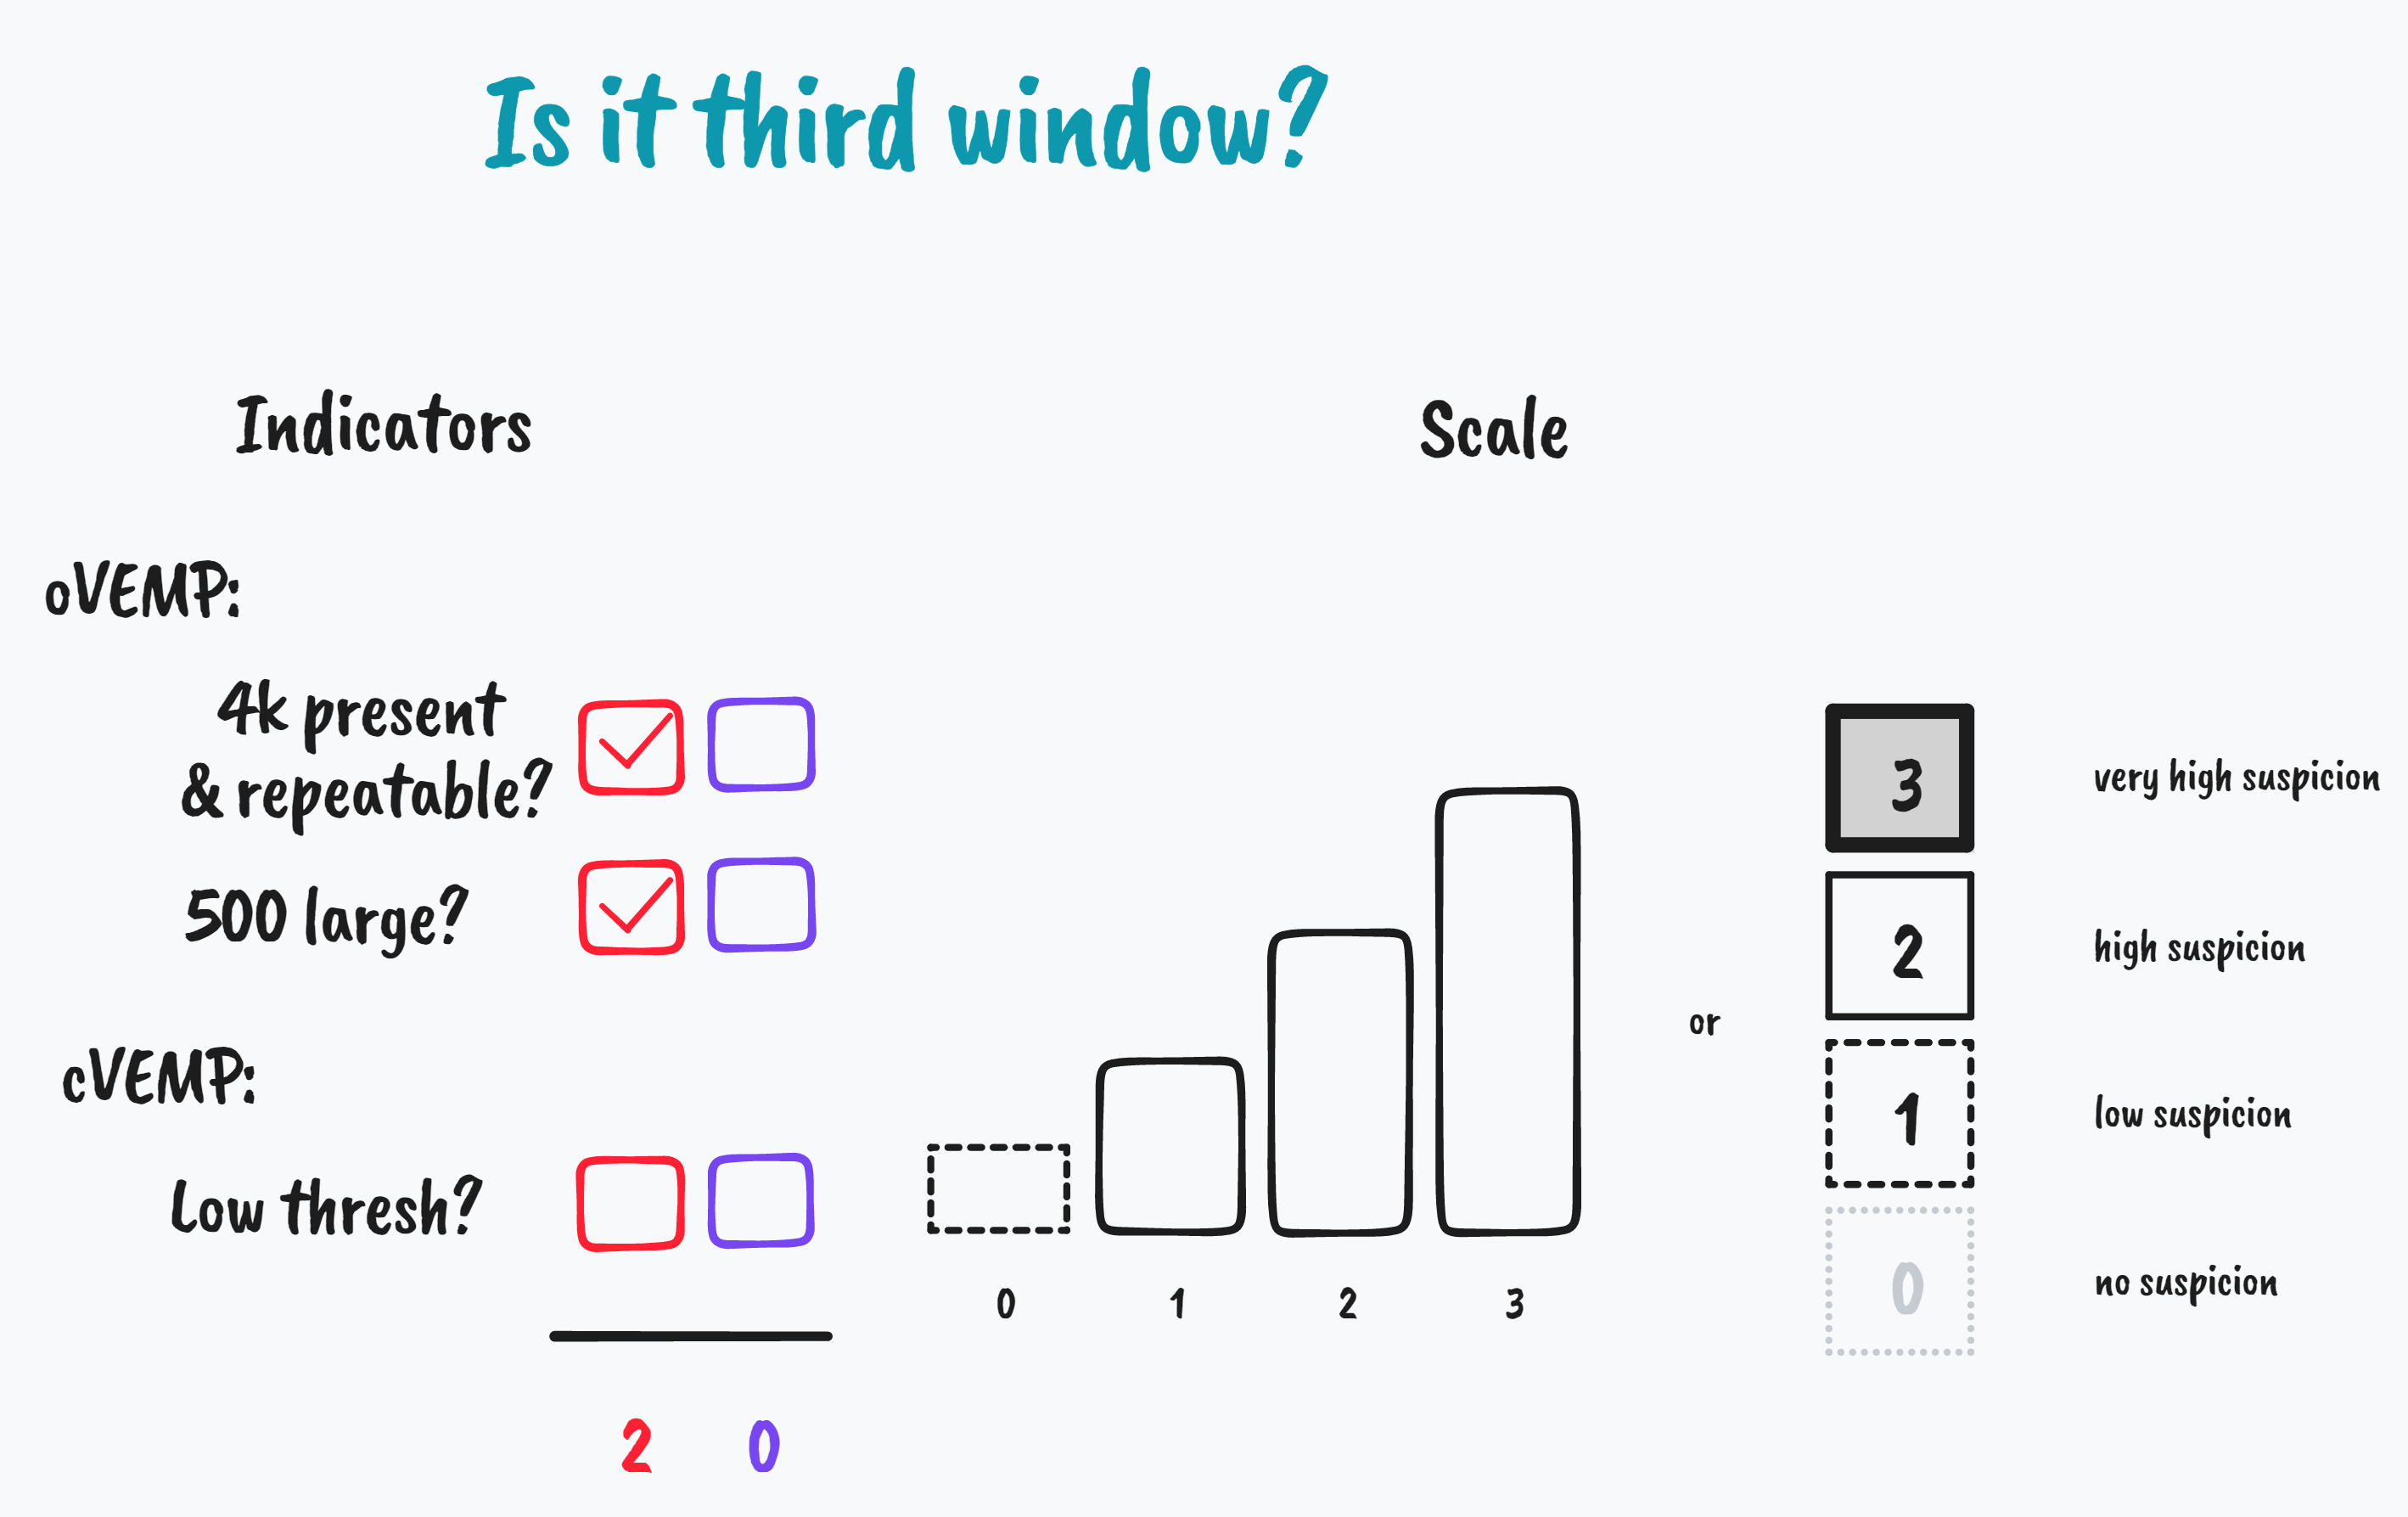 Is it third window?
Indicators
Scale
oVEMP:
4k present
& repeatable?
500 large?
cVEMP:
Low thresh?
2 0
0 1 2 3
or
3 very high suspicion
2 high suspicion
1 low suspicion
0 no suspicion